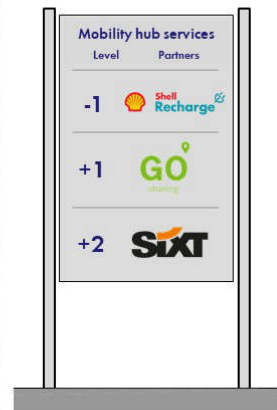 Mobility hub services
Level Partners
-1 Shell Recharge
+1 GO sharing
+2 SIXT